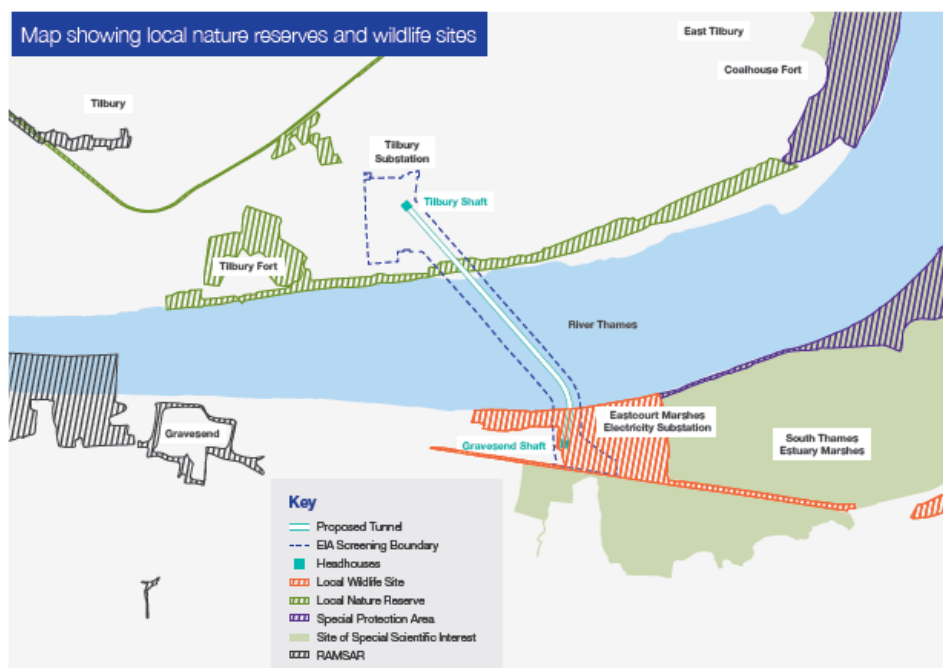 Map showing local nature reserves and wildlife sites
East Tilbury
Coalhouse Fort
Tilbury
Tilbury
Substation
Tilbury Shaft
Tilbury Fort
River Thames
Eastcourt Marshes
Electricity Substation
Gravesend
Gravesend Shaft
South Thames
Estuary Marshes
Key
Proposed Tunnel
EIA Screening Boundary
Headhouses
Local Wildlife Site
Local Nature Reserve
Special Protection Area
Site of Special Scientific Interest
RAMSAR